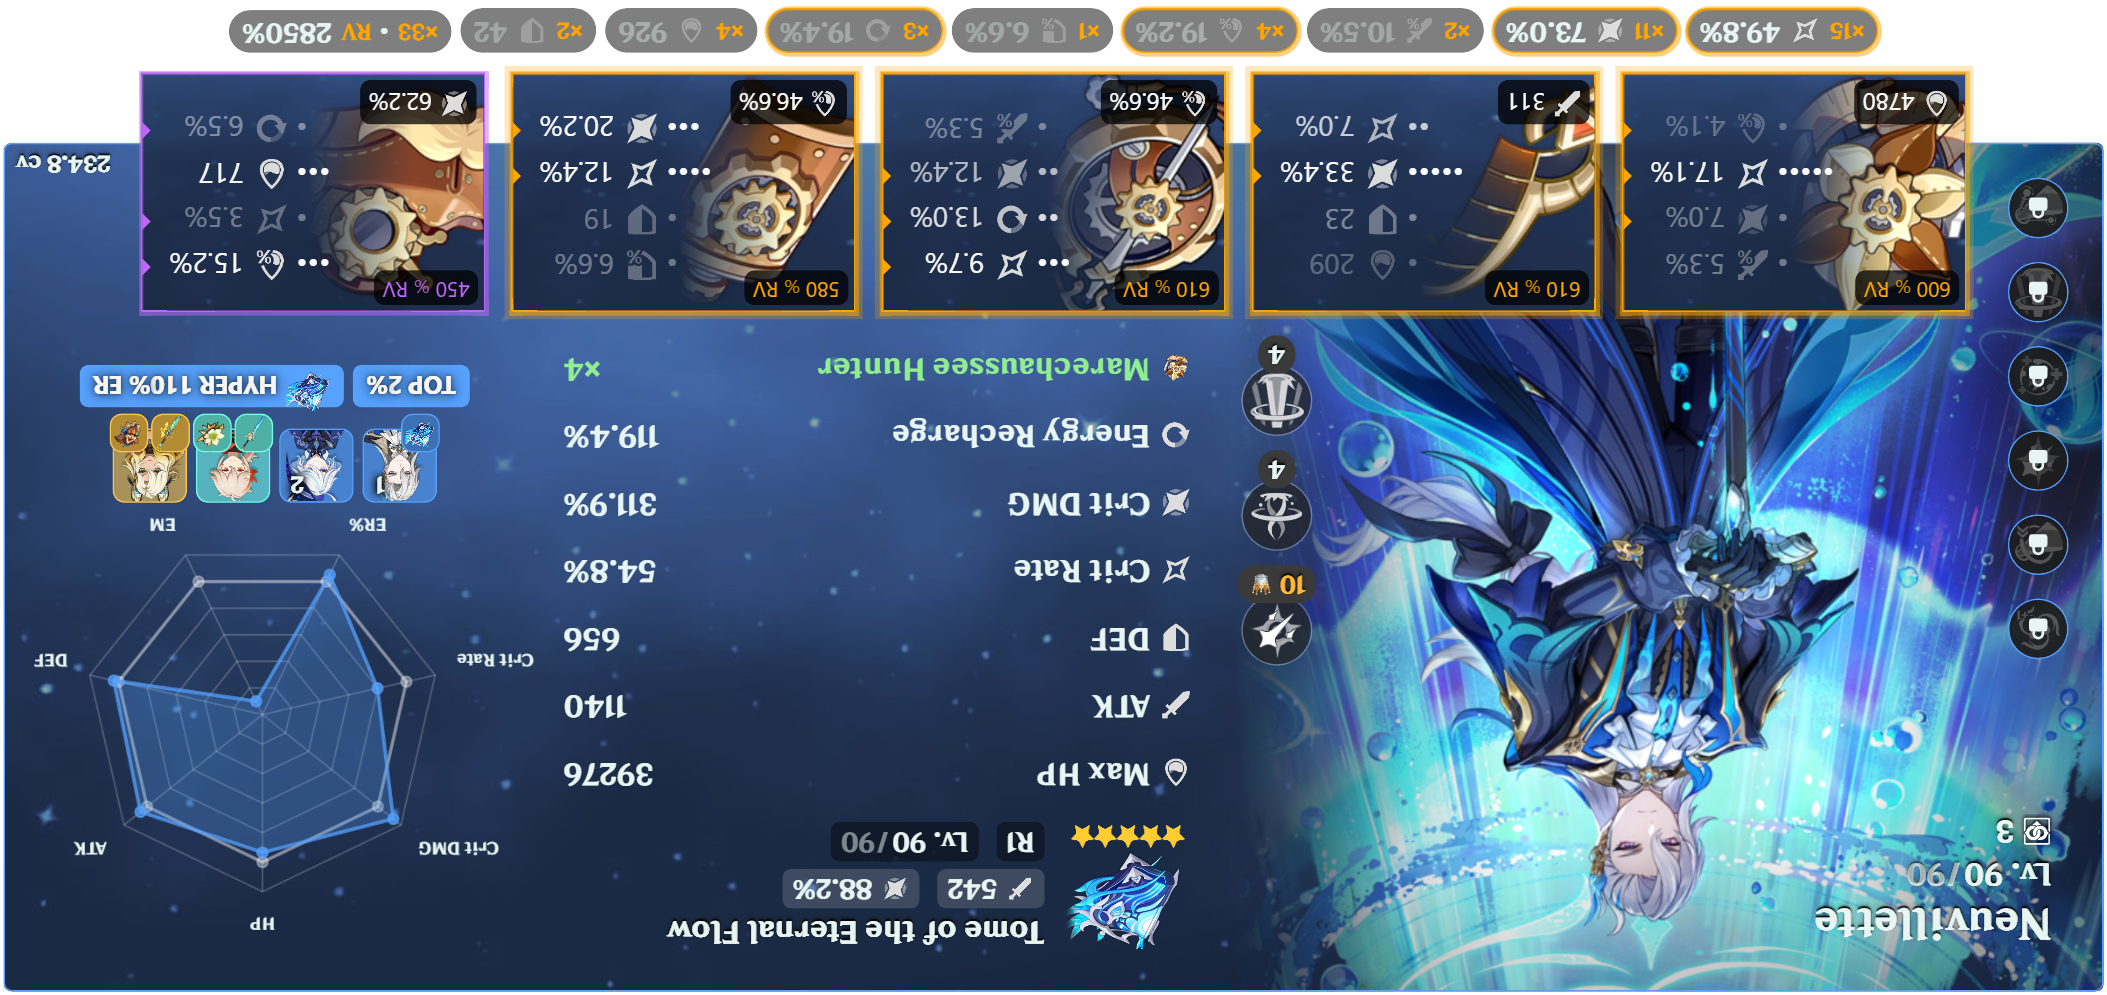 Neuvillette
Lv. 90/90
3
Tome of the Eternal Flow
542 88.2%
R1 Lv. 90/90
Max HP 39276
ATK 1140
DEF 656
Crit Rate 54.8%
Crit DMG 311.9%
Energy Recharge 119.4%
Marechaussee Hunter ×4
10
4
4
HP
Crit DMG ATK
Crit Rate DEF
ER% EM
1 2
TOP 2% HYPER 110% ER
600 % RV
5.3%
7.0%
17.1%
4.1%
4780
610 % RV
209
23
33.4%
7.0%
311
610 % RV
9.7%
13.0%
12.4%
5.3%
46.6%
580 % RV
6.6%
19
12.4%
20.2%
46.6%
450 % RV
15.2%
3.5%
717
6.5%
62.2%
234.8 cv
×15 49.8% ×11 73.0% ×2 10.5% ×4 19.2% ×1 6.6% ×3 19.4% ×4 926 ×2 42 ×33 • RV 2850%